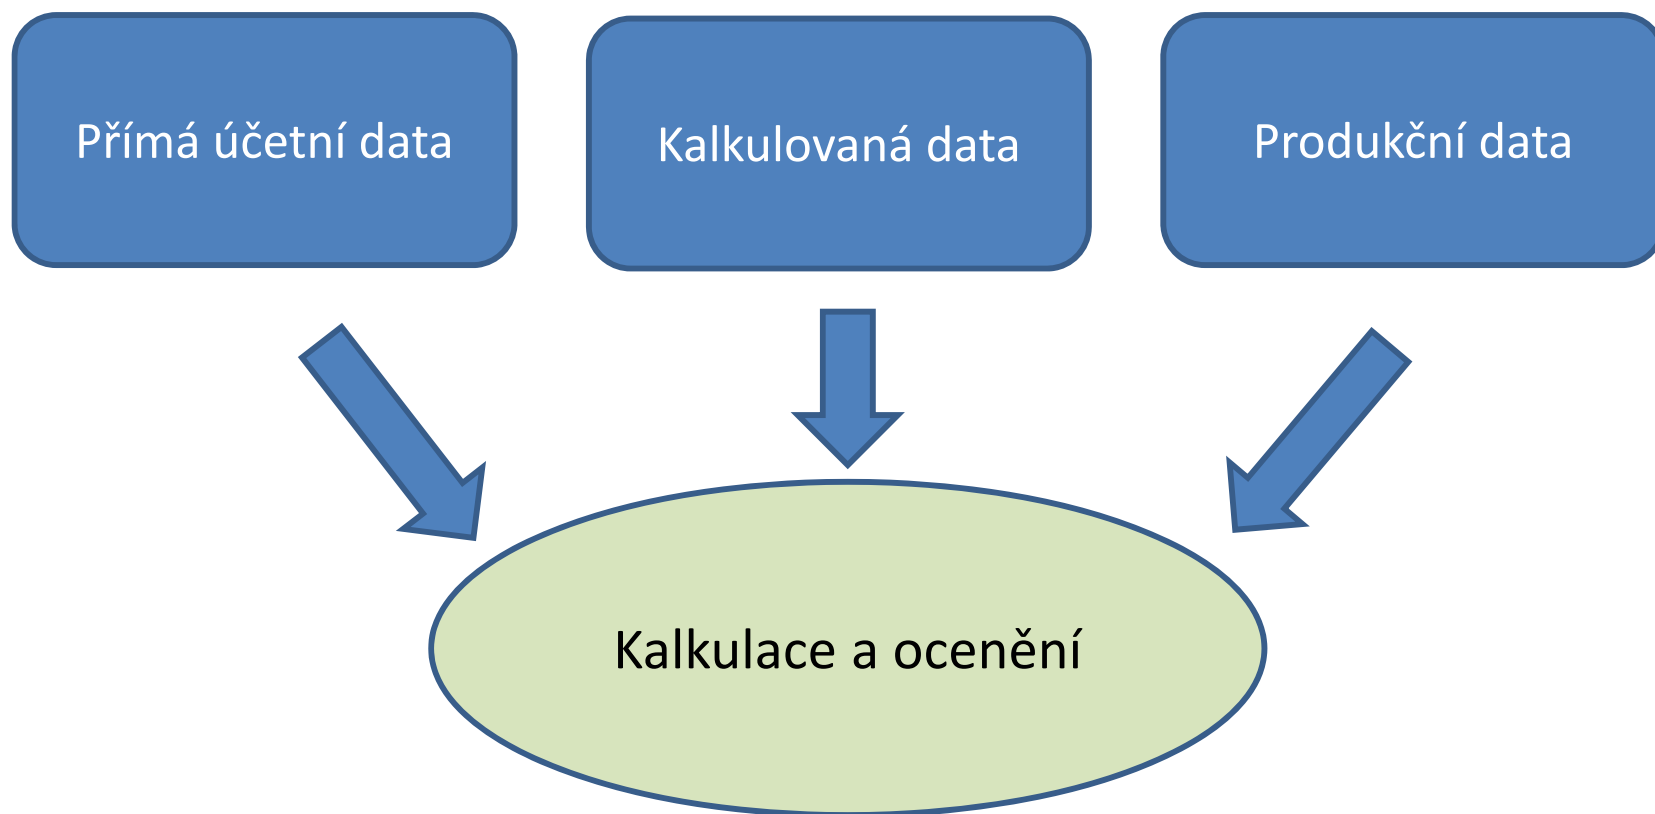 Přímá účetní data
Kalkulovaná data
Produkční data
Kalkulace a ocenění